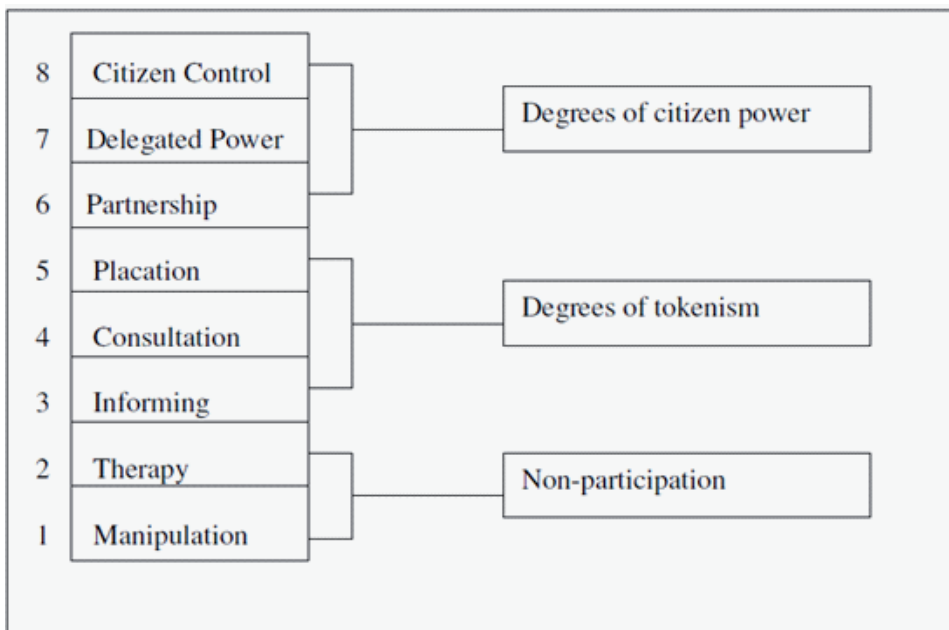 8 Citizen Control
Degrees of citizen power
7 Delegated Power
6 Partnership
5 Placation
Degrees of tokenism
4 Consultation
3 Informing
2 Therapy
Non-participation
1 Manipulation